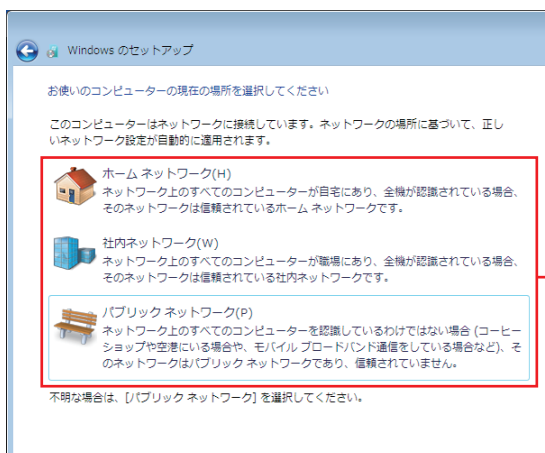 Windows のセットアップ
お使いのコンピューターの現在の場所を選択してください
このコンピューターはネットワークに接続しています。ネットワークの場所に基づいて、正し
いネットワーク設定が自動的に適用されます。
ホーム ネットワーク(H)
ネットワーク上のすべてのコンピューターが自宅にあり、全機が認識されている場合、
そのネットワークは信頼されているホーム ネットワークです。
社内ネットワーク(W)
ネットワーク上のすべてのコンピューターが職場にあり、全機が認識されている場合、
そのネットワークは信頼されている社内ネットワークです。
パブリック ネットワーク(P)
ネットワーク上のすべてのコンピューターを認識しているわけではない場合 (コーヒー
ショップや空港にいる場合や、モバイル ブロードバンド通信をしている場合など)、そ
のネットワークはパブリック ネットワークであり、信頼されていません。
不明な場合は、[パブリック ネットワーク] を選択してください。